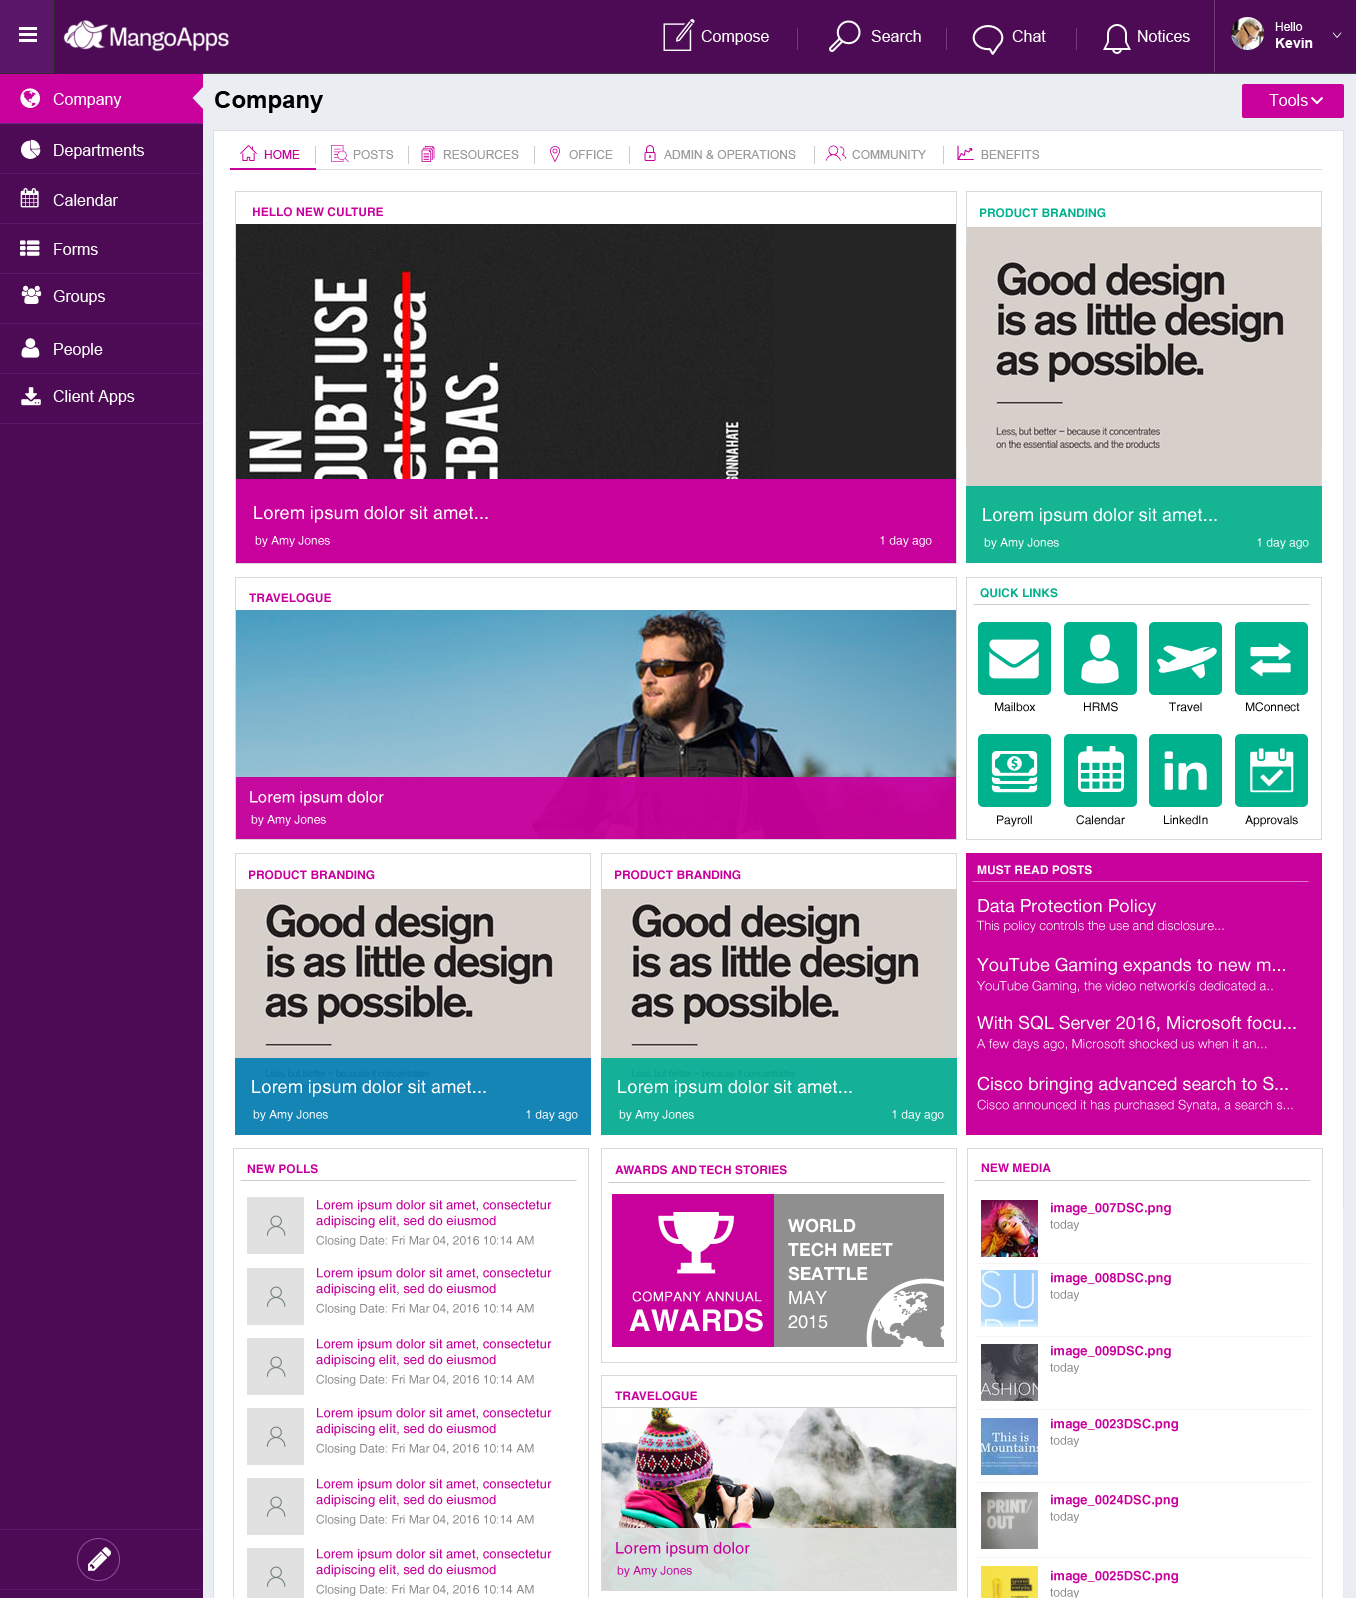 MangoApps
Compose
Search
Chat
Notices
Hello
Kevin
Company
Departments
Calendar
Forms
Groups
People
Client Apps
Company
Tools
HOME
POSTS
RESOURCES
OFFICE
ADMIN & OPERATIONS
COMMUNITY
BENEFITS
HELLO NEW CULTURE
IN
OUBT USE
elvetica
EBAS.
GONNAHATE
Lorem ipsum dolor sit amet...
by Amy Jones
1 day ago
PRODUCT BRANDING
Good design
is as little design
as possible.
Less, but better – because it concentrates
on the essential aspects, and the products
Lorem ipsum dolor sit amet...
by Amy Jones
1 day ago
TRAVELOGUE
Lorem ipsum dolor
by Amy Jones
QUICK LINKS
Mailbox
HRMS
Travel
MConnect
in
Payroll
Calendar
LinkedIn
Approvals
PRODUCT BRANDING
Good design
is as little design
as possible.
Less, but better – because it concentrates
Lorem ipsum dolor sit amet...
by Amy Jones
1 day ago
PRODUCT BRANDING
Good design
is as little design
as possible.
Less, but better – because it concentrates
Lorem ipsum dolor sit amet...
by Amy Jones
1 day ago
MUST READ POSTS
Data Protection Policy
This policy controls the use and disclosure...
YouTube Gaming expands to new m...
YouTube Gaming, the video networkís dedicated a..
With SQL Server 2016, Microsoft focu...
A few days ago, Microsoft shocked us when it an...
Cisco bringing advanced search to S...
Cisco announced it has purchased Synata, a search s...
NEW POLLS
Lorem ipsum dolor sit amet, consectetur
adipiscing elit, sed do eiusmod
Closing Date: Fri Mar 04, 2016 10:14 AM
Lorem ipsum dolor sit amet, consectetur
adipiscing elit, sed do eiusmod
Closing Date: Fri Mar 04, 2016 10:14 AM
Lorem ipsum dolor sit amet, consectetur
adipiscing elit, sed do eiusmod
Closing Date: Fri Mar 04, 2016 10:14 AM
Lorem ipsum dolor sit amet, consectetur
adipiscing elit, sed do eiusmod
Closing Date: Fri Mar 04, 2016 10:14 AM
Lorem ipsum dolor sit amet, consectetur
adipiscing elit, sed do eiusmod
Closing Date: Fri Mar 04, 2016 10:14 AM
Lorem ipsum dolor sit amet, consectetur
adipiscing elit, sed do eiusmod
Closing Date: Fri Mar 04, 2016 10:14 AM
AWARDS AND TECH STORIES
COMPANY ANNUAL
AWARDS
WORLD
TECH MEET
SEATTLE
MAY
2015
TRAVELOGUE
Lorem ipsum dolor
by Amy Jones
NEW MEDIA
image_007DSC.png
today
SU
image_008DSC.png
today
ASHION
image_009DSC.png
today
This is
Mountains
image_0023DSC.png
today
PRINT/
OUT
image_0024DSC.png
today
image_0025DSC.png
today